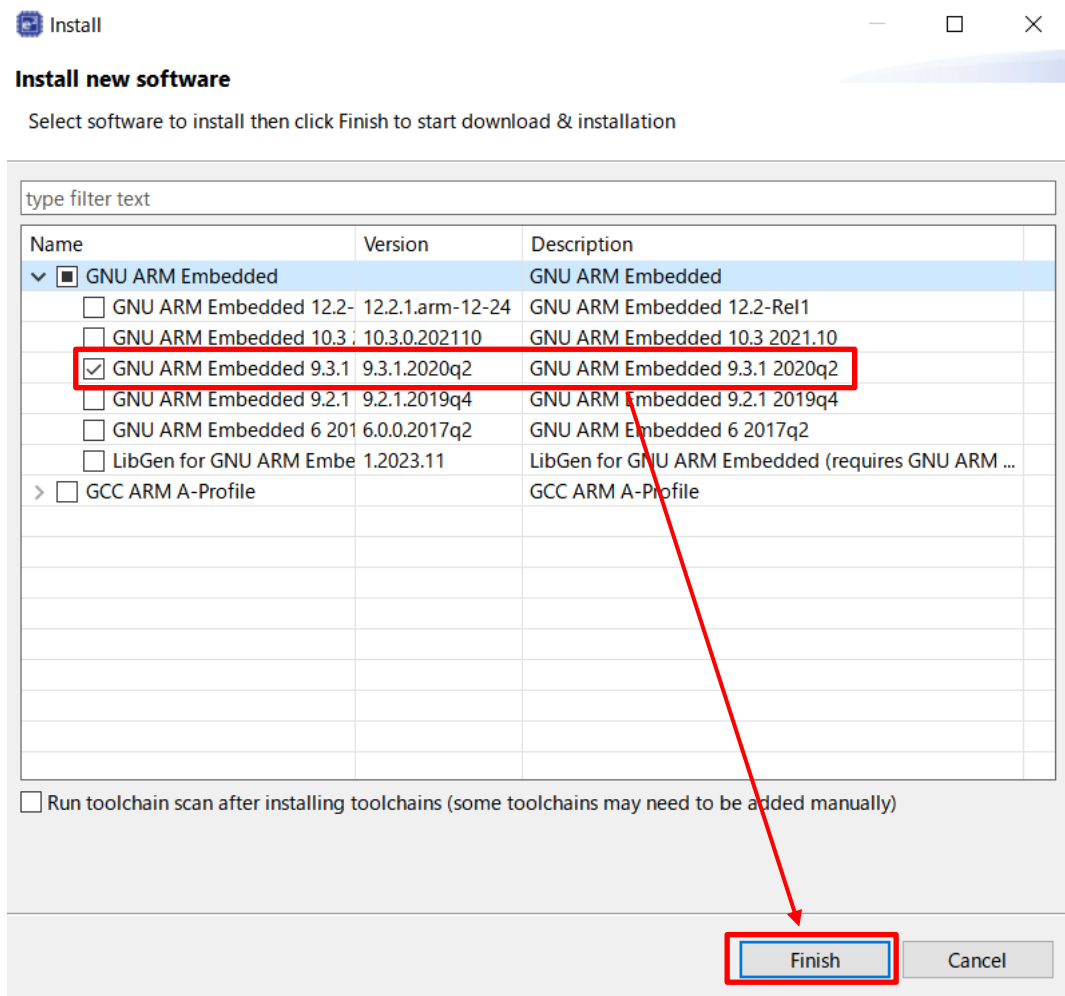 Install
Install new software
Select software to install then click Finish to start download & installation
type filter text
Name Version Description
GNU ARM Embedded GNU ARM Embedded
GNU ARM Embedded 12.2- 12.2.1.arm-12-24 GNU ARM Embedded 12.2-Rel1
GNU ARM Embedded 10.3 10.3.0.202110 GNU ARM Embedded 10.3 2021.10
GNU ARM Embedded 9.3.1 9.3.1.2020q2 GNU ARM Embedded 9.3.1 2020q2
GNU ARM Embedded 9.2.1 9.2.1.2019q4 GNU ARM Embedded 9.2.1 2019q4
GNU ARM Embedded 6 201 6.0.0.2017q2 GNU ARM Embedded 6 2017q2
LibGen for GNU ARM Embe 1.2023.11 LibGen for GNU ARM Embedded (requires GNU ARM ...
GCC ARM A-Profile GCC ARM A-Profile
Run toolchain scan after installing toolchains (some toolchains may need to be added manually)
Finish Cancel